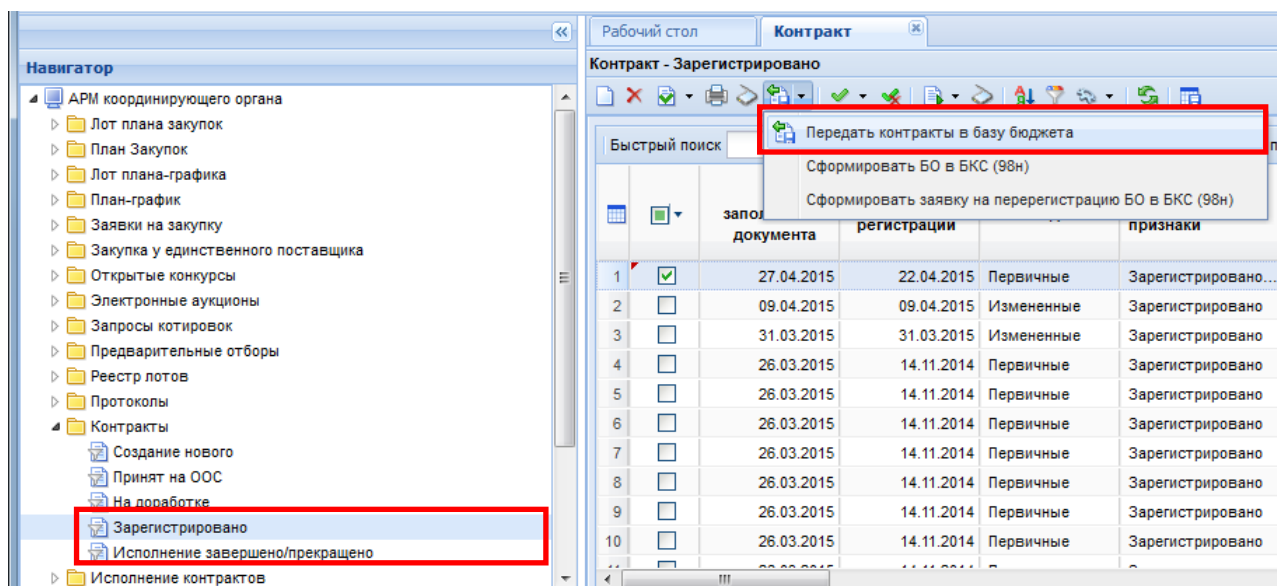 Навигатор
АРМ координирующего органа
Лот плана закупок
План Закупок
Лот плана-графика
План-график
Заявки на закупку
Закупка у единственного поставщика
Открытые конкурсы
Электронные аукционы
Запросы котировок
Предварительные отборы
Реестр лотов
Протоколы
Контракты
Создание нового
Принят на ООС
На доработке
Зарегистрировано
Исполнение завершено/прекращено
Исполнение контрактов
Рабочий стол Контракт
Контракт - Зарегистрировано
Передать контракты в базу бюджета
Быстрый поиск
Сформировать БО в БКС (98н)
Сформировать заявку на перерегистрацию БО в БКС (98н)
документа регистрации признаки
1 27.04.2015 22.04.2015 Первичные Зарегистрировано...
2 09.04.2015 09.04.2015 Измененные Зарегистрировано
3 31.03.2015 31.03.2015 Измененные Зарегистрировано
4 26.03.2015 14.11.2014 Первичные Зарегистрировано
5 26.03.2015 14.11.2014 Первичные Зарегистрировано
6 26.03.2015 14.11.2014 Первичные Зарегистрировано
7 26.03.2015 14.11.2014 Первичные Зарегистрировано
8 26.03.2015 14.11.2014 Первичные Зарегистрировано
9 26.03.2015 14.11.2014 Первичные Зарегистрировано
10 26.03.2015 14.11.2014 Первичные Зарегистрировано